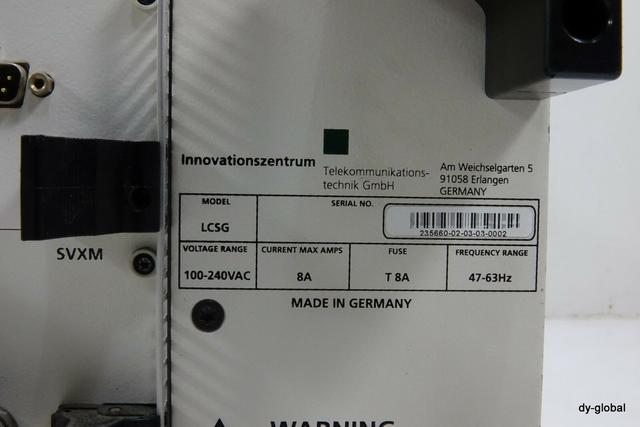 Innovationszentrum
Telekommunikations-
technik GmbH
Am Weichselgarten 5
91058 Erlangen
GERMANY
MODEL
LCSG
SERIAL NO.
235660-02-03-03-0002
VOLTAGE RANGE
100-240VAC
CURRENT MAX AMPS
8A
FUSE
T 8A
FREQUENCY RANGE
47-63Hz
MADE IN GERMANY
SVXM
WARNING
dy-global